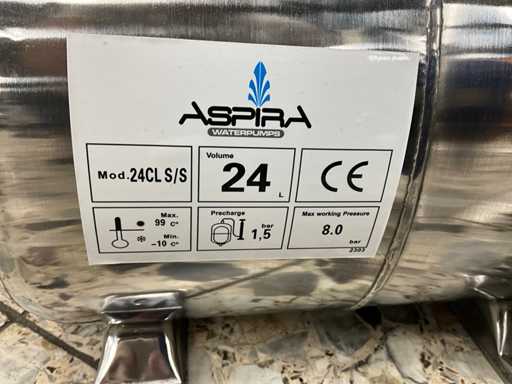 ASPIRA
WATERPUMPS
Mod.24CL S/S
Volume
24 L
CE
Max.
99 C°
Min.
-10 C°
Precharge
1,5 bar
Max working Pressure
8.0
bar
2303